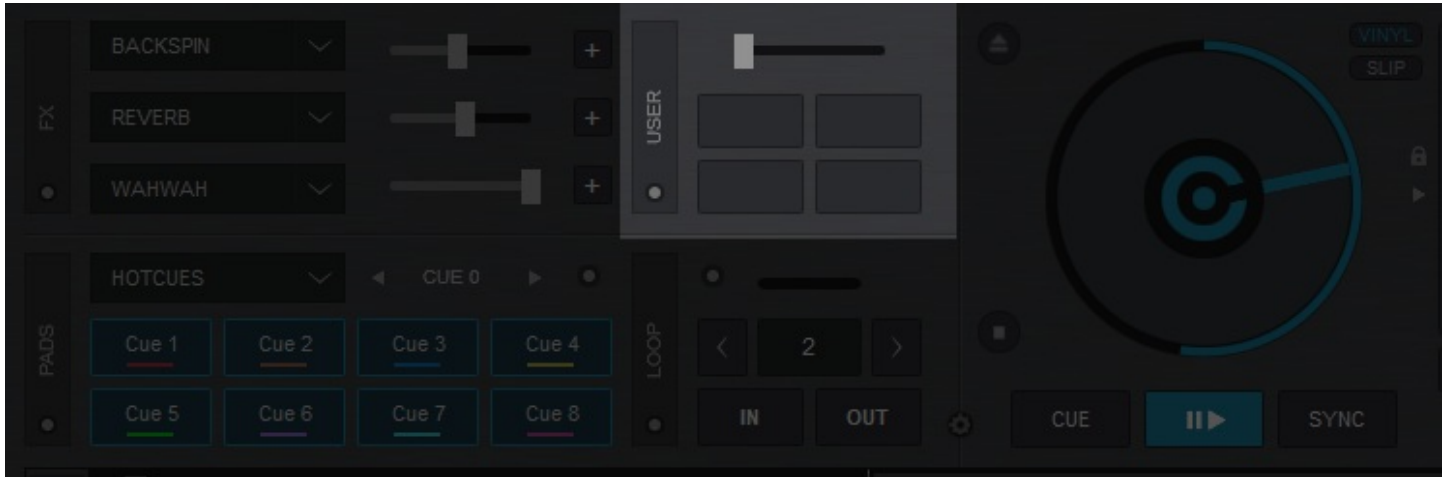 FX
BACKSPIN
+
REVERB
+
WAHWAH
+
USER
VINYL
SLIP
PADS
HOTCUES
CUE 0
Cue 1 Cue 2 Cue 3 Cue 4
Cue 5 Cue 6 Cue 7 Cue 8
LOOP
< 2 >
IN OUT
CUE SYNC